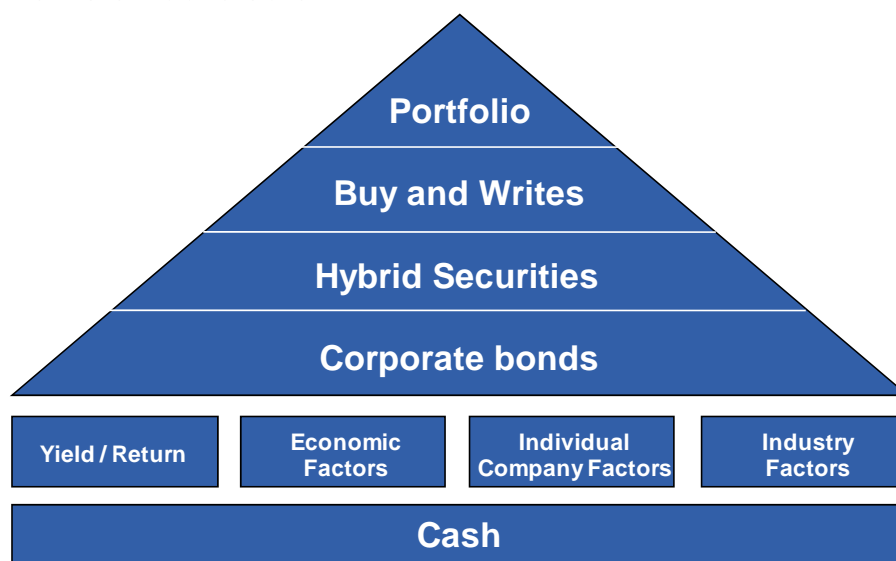 Portfolio
Buy and Writes
Hybrid Securities
Corporate bonds
Yield / Return
Economic
Factors
Individual
Company Factors
Industry
Factors
Cash